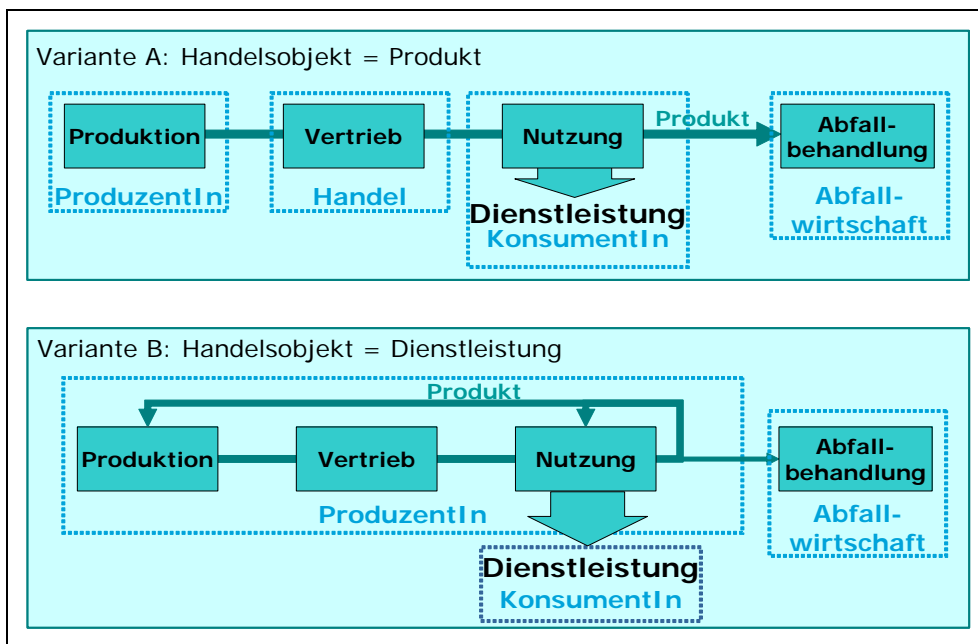 Variante A: Handelsobjekt = Produkt
Produktion
Vertrieb
Nutzung
Produkt
Abfall-
behandlung
ProduzentIn
Handel
Dienstleistung
KonsumentIn
Abfall-
wirtschaft
Variante B: Handelsobjekt = Dienstleistung
Produkt
Produktion
Vertrieb
Nutzung
Abfall-
behandlung
ProduzentIn
Abfall-
wirtschaft
Dienstleistung
KonsumentIn